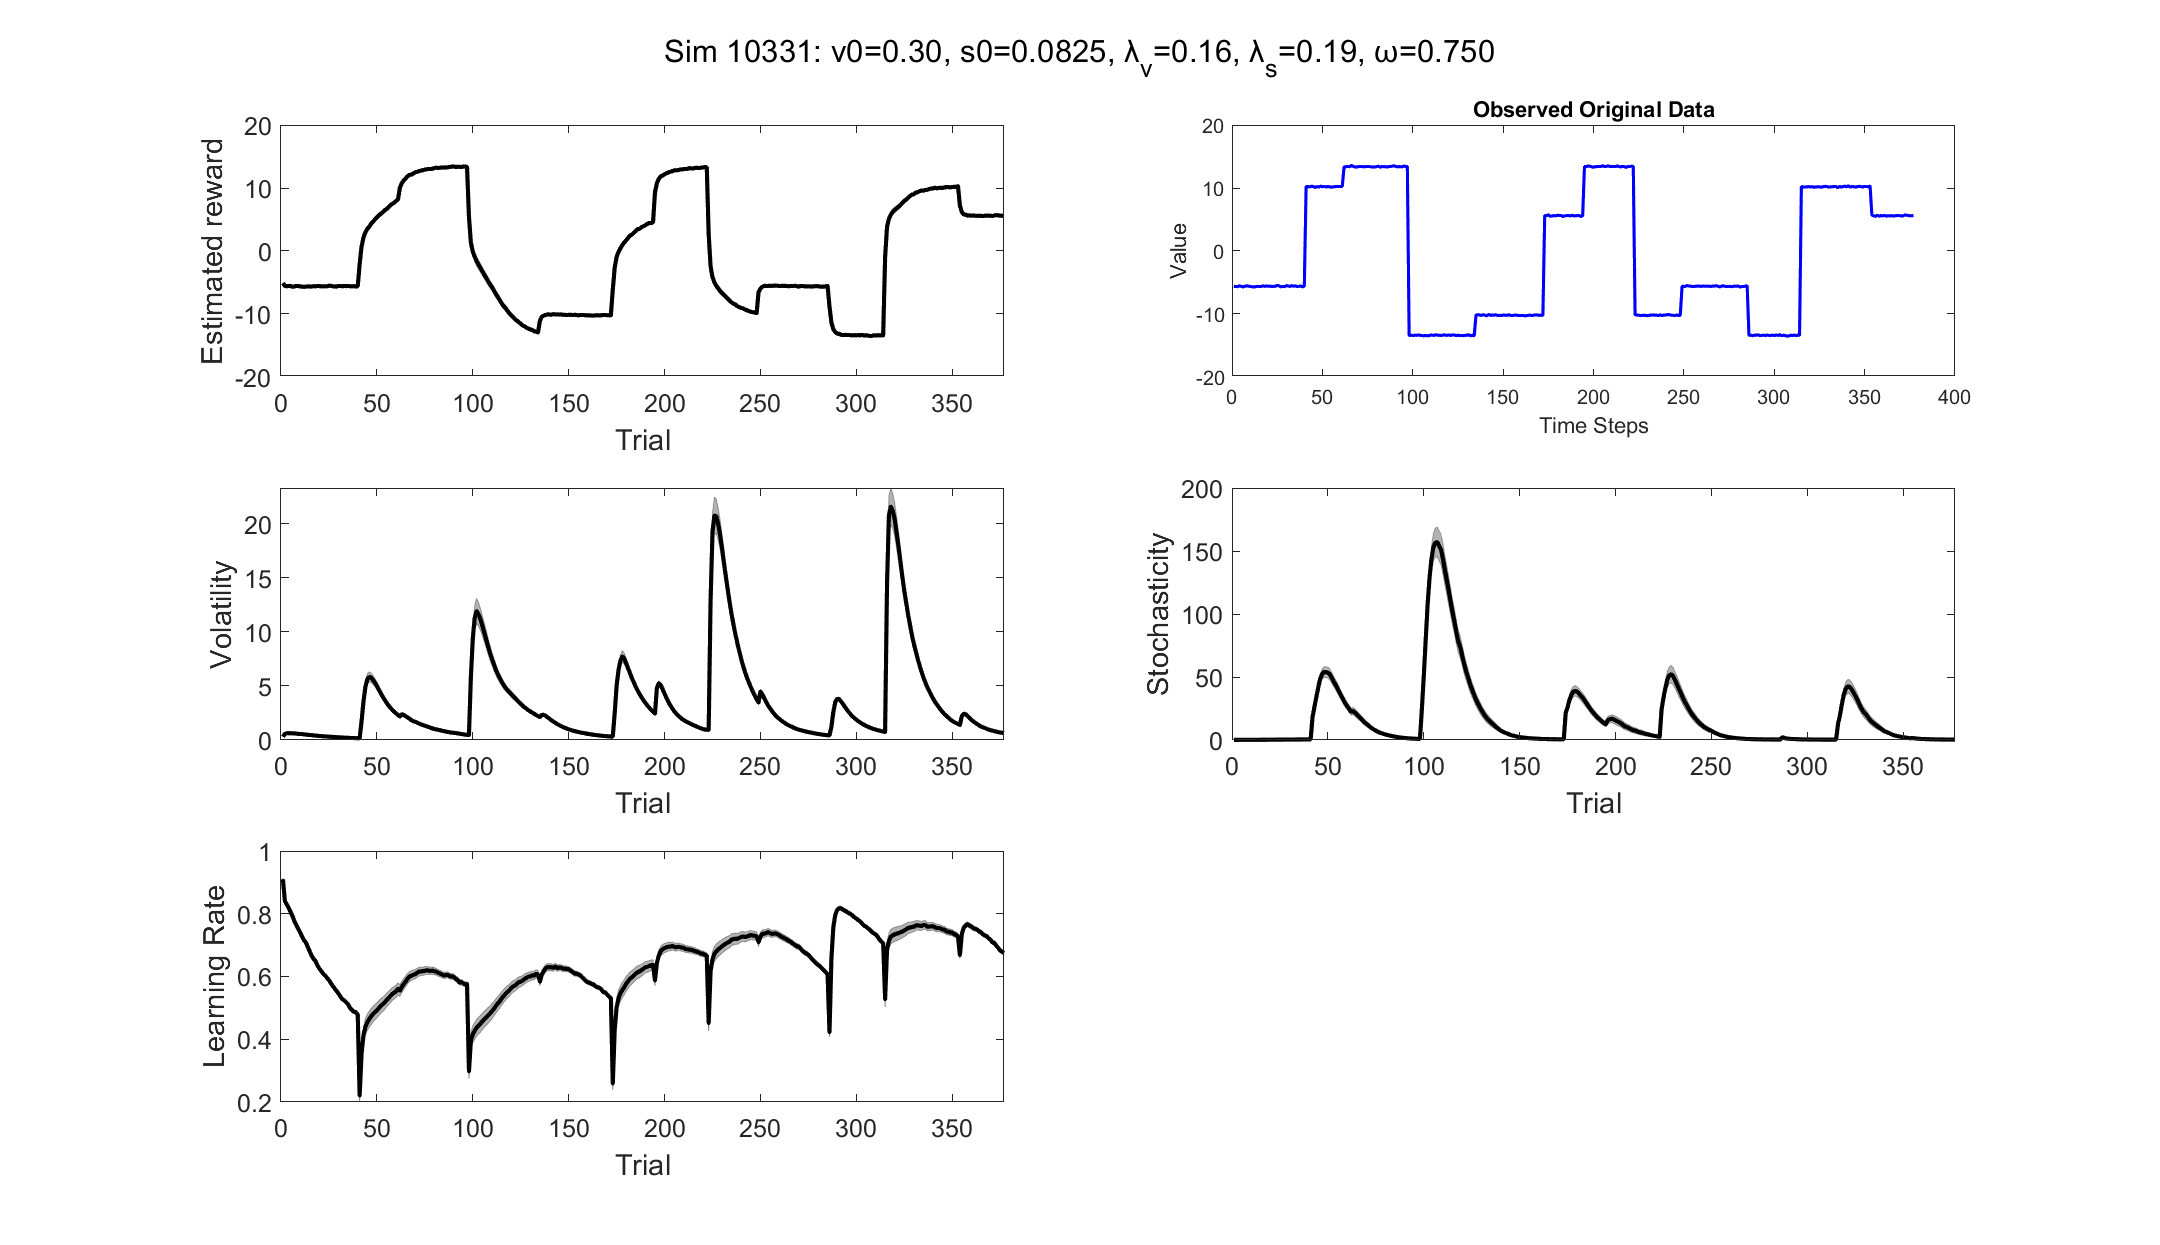 Sim 10331: v0=0.30, s0=0.0825, λ_v=0.16, λ_s=0.19, ω=0.750
Estimated reward
20
10
0
-10
-20
0 50 100 150 200 250 300 350
Trial
Observed Original Data
Value
20
10
0
-10
-20
0 50 100 150 200 250 300 350 400
Time Steps
Volatility
20
15
10
5
0
0 50 100 150 200 250 300 350
Trial
Stochasticity
200
150
100
50
0
0 50 100 150 200 250 300 350
Trial
Learning Rate
1
0.8
0.6
0.4
0.2
0 50 100 150 200 250 300 350
Trial